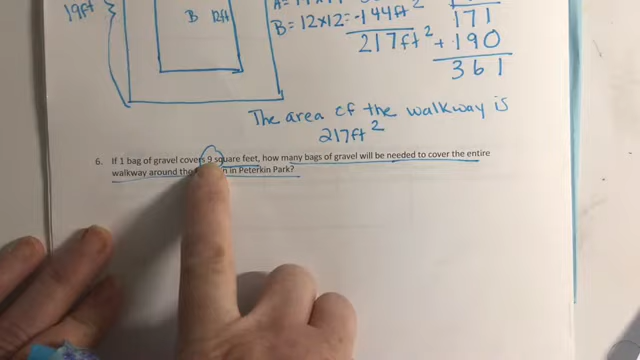 19ft
B 12ft
B = 12 × 12 = - 144ft²
217ft²
171
+ 190
361
The area of the walkway is
217ft²
6. If 1 bag of gravel covers 9 square feet, how many bags of gravel will be needed to cover the entire
walkway around the in Peterkin Park?